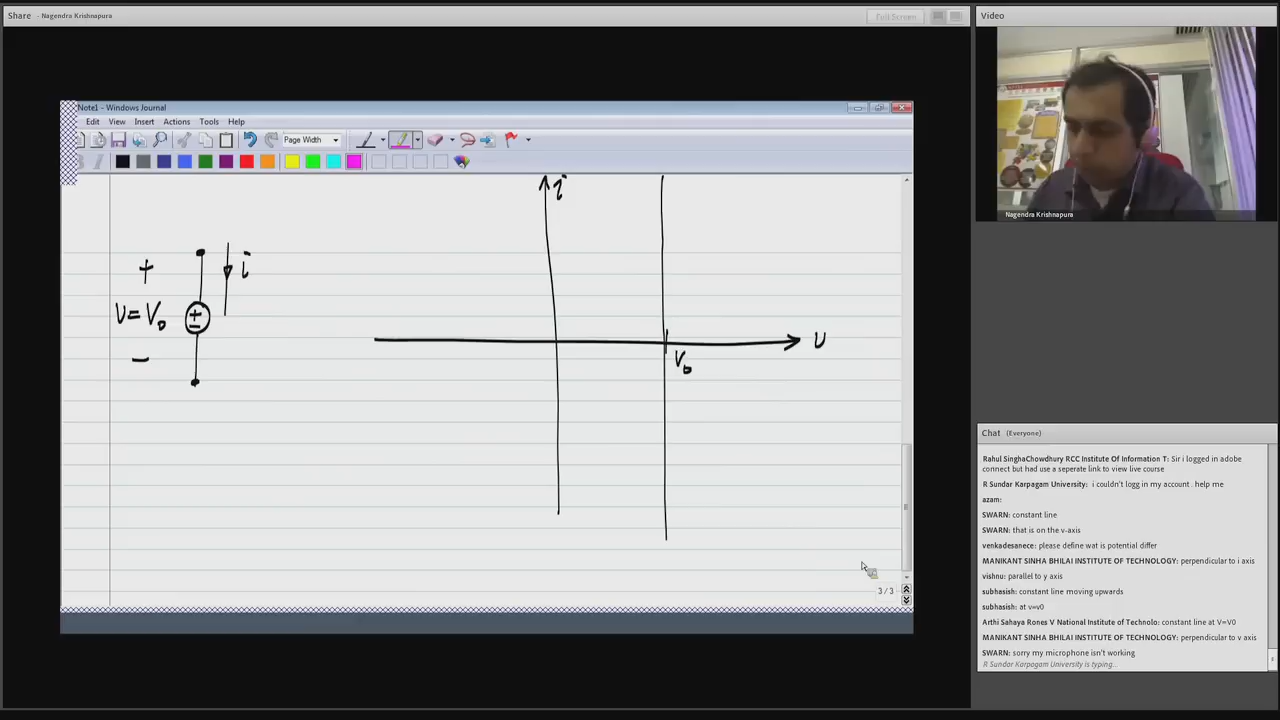 Share - Nagendra Krishnapura
Full Screen
Video
Note1 - Windows Journal
Edit View Insert Actions Tools Help
Page Width
i
+
i
v = V0
±
−
v
V0
3 / 3
Nagendra Krishnapura
Chat (Everyone)
Rahul SinghaChowdhury RCC Institute Of Information T: Sir i logged in adobe
connect but had use a seperate link to view live course
R Sundar Karpagam University: i couldn't logg in my account . help me
azam:
SWARN: constant line
SWARN: that is on the v-axis
venkadesanece: please define wat is potential differ
MANIKANT SINHA BHILAI INSTITUTE OF TECHNOLOGY: perpendicular to i axis
vishnu: parallel to y axis
subhasish: constant line moving upwards
subhasish: at v=v0
Arthi Sahaya Rones V National Institute of Technolo: constant line at V=V0
MANIKANT SINHA BHILAI INSTITUTE OF TECHNOLOGY: perpendicular to v axis
SWARN: sorry my microphone isn't working
R Sundar Karpagam University is typing...